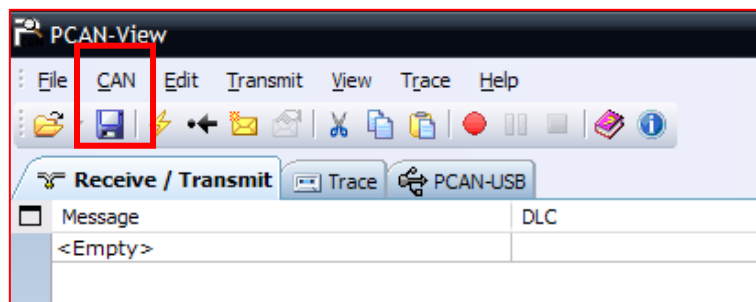 PCAN-View
File CAN Edit Transmit View Trace Help
Receive / Transmit Trace PCAN-USB
Message DLC
<Empty>